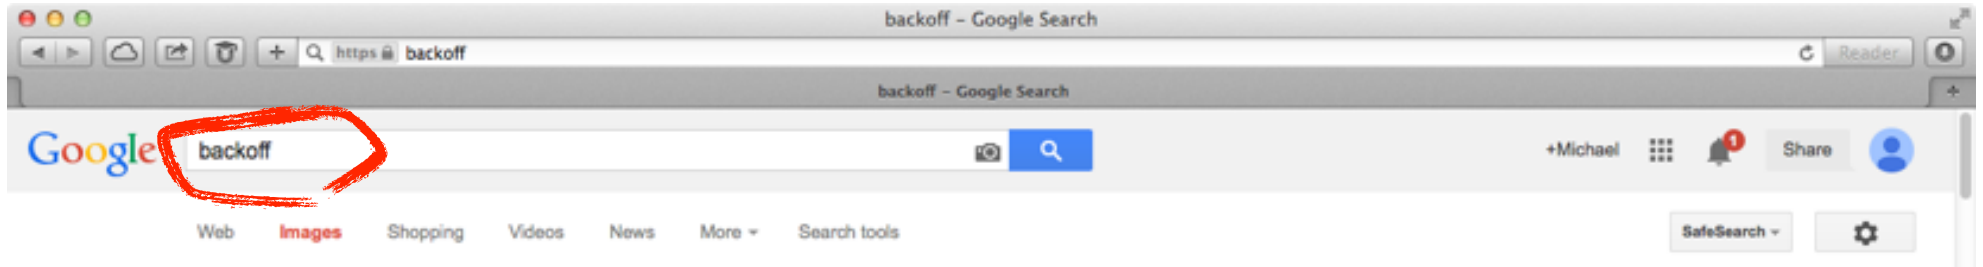 backoff – Google Search
https backoff Reader
backoff – Google Search
Google backoff +Michael 1 Share
Web Images Shopping Videos News More Search tools SafeSearch